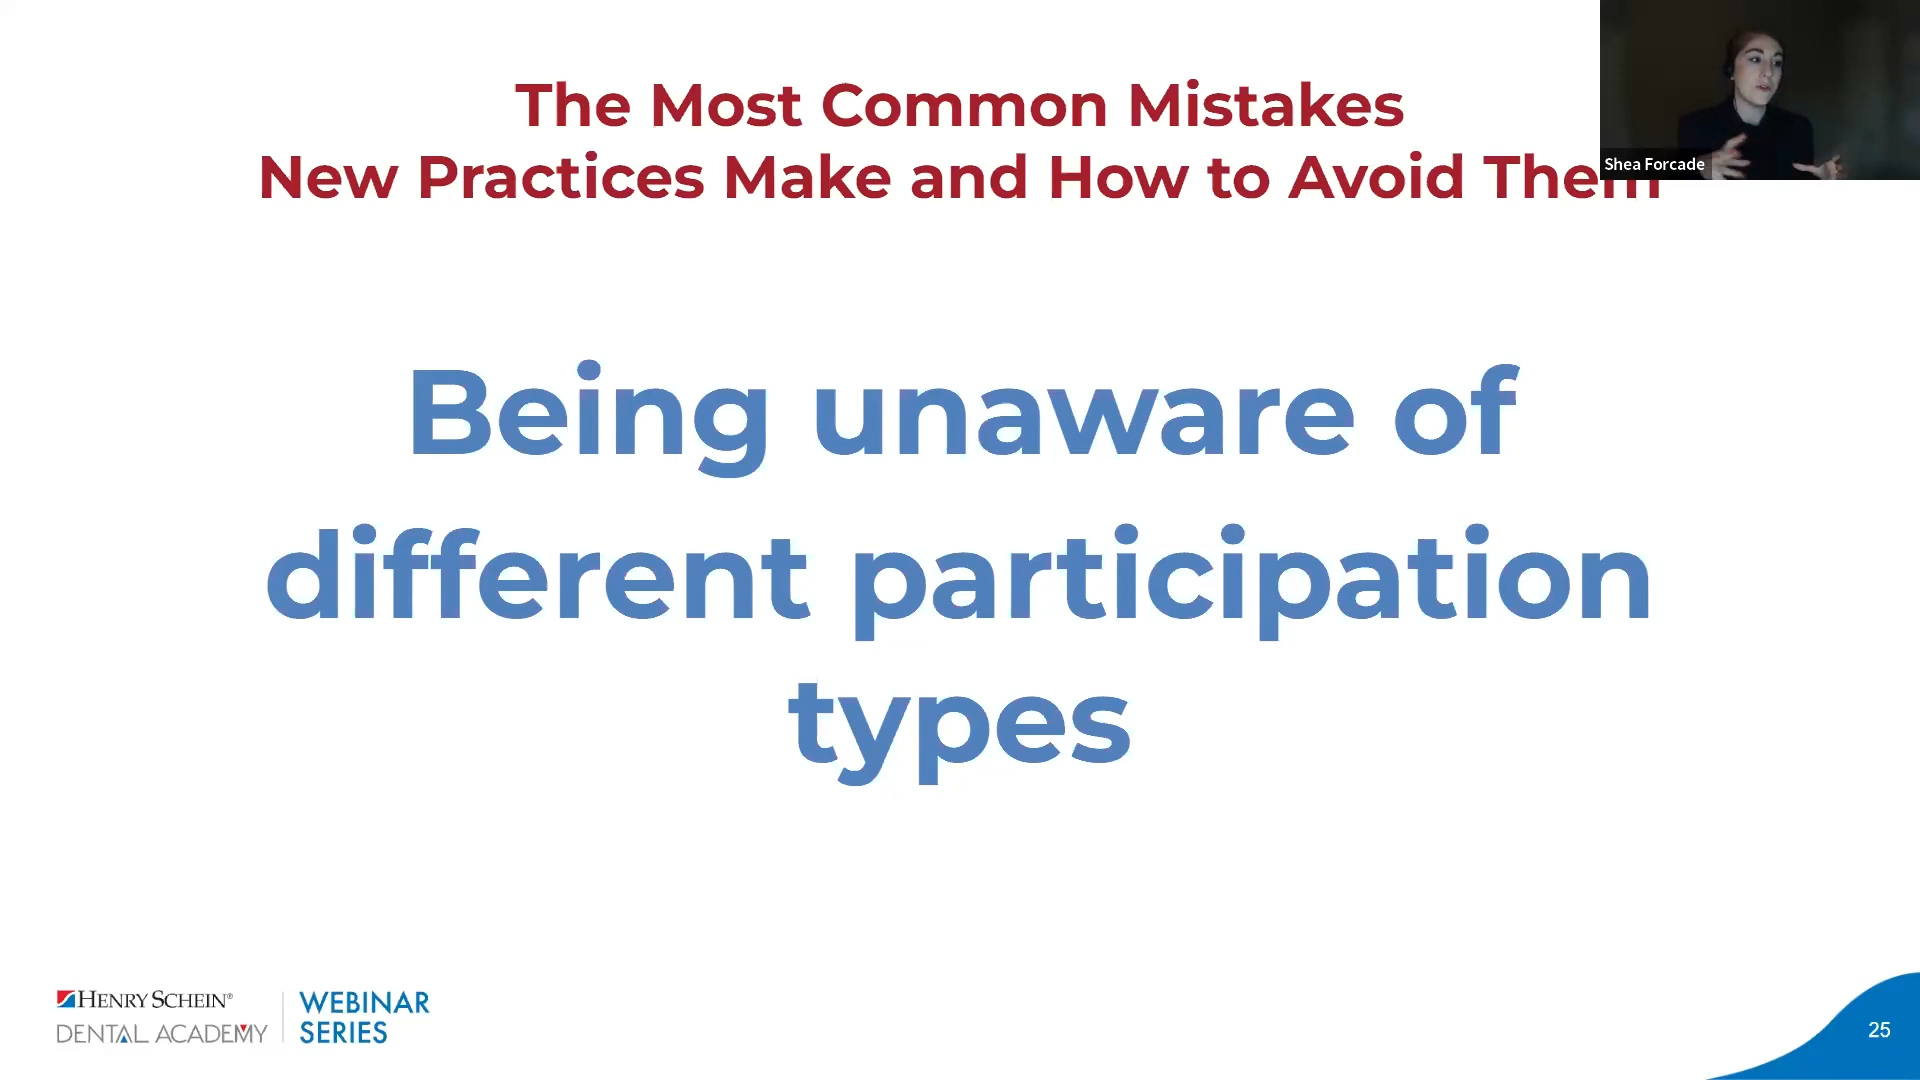 The Most Common Mistakes
New Practices Make and How to Avoid Them
Shea Forcade
Being unaware of
different participation
types
HENRY SCHEIN®
DENTAL ACADEMY
WEBINAR
SERIES
25